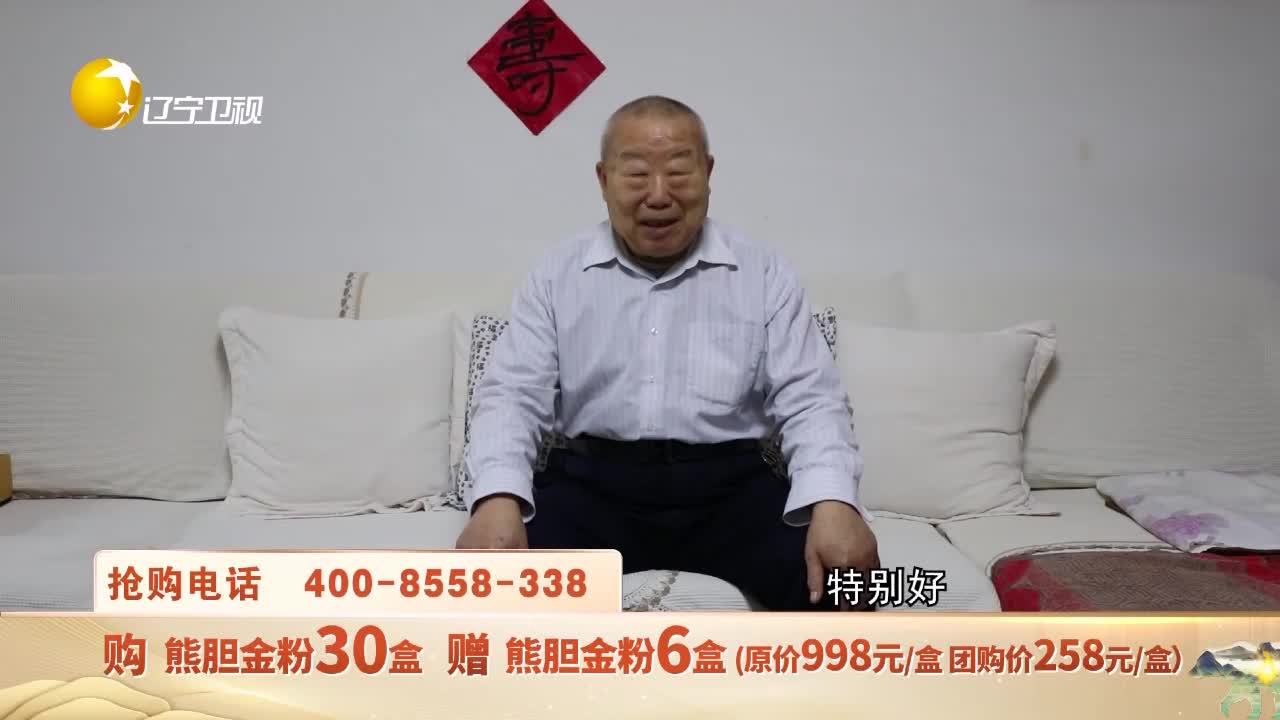 寿
辽宁卫视
特别好
抢购电话 400-8558-338
购 熊胆金粉30盒 赠 熊胆金粉6盒 (原价998元/盒 团购价258元/盒)